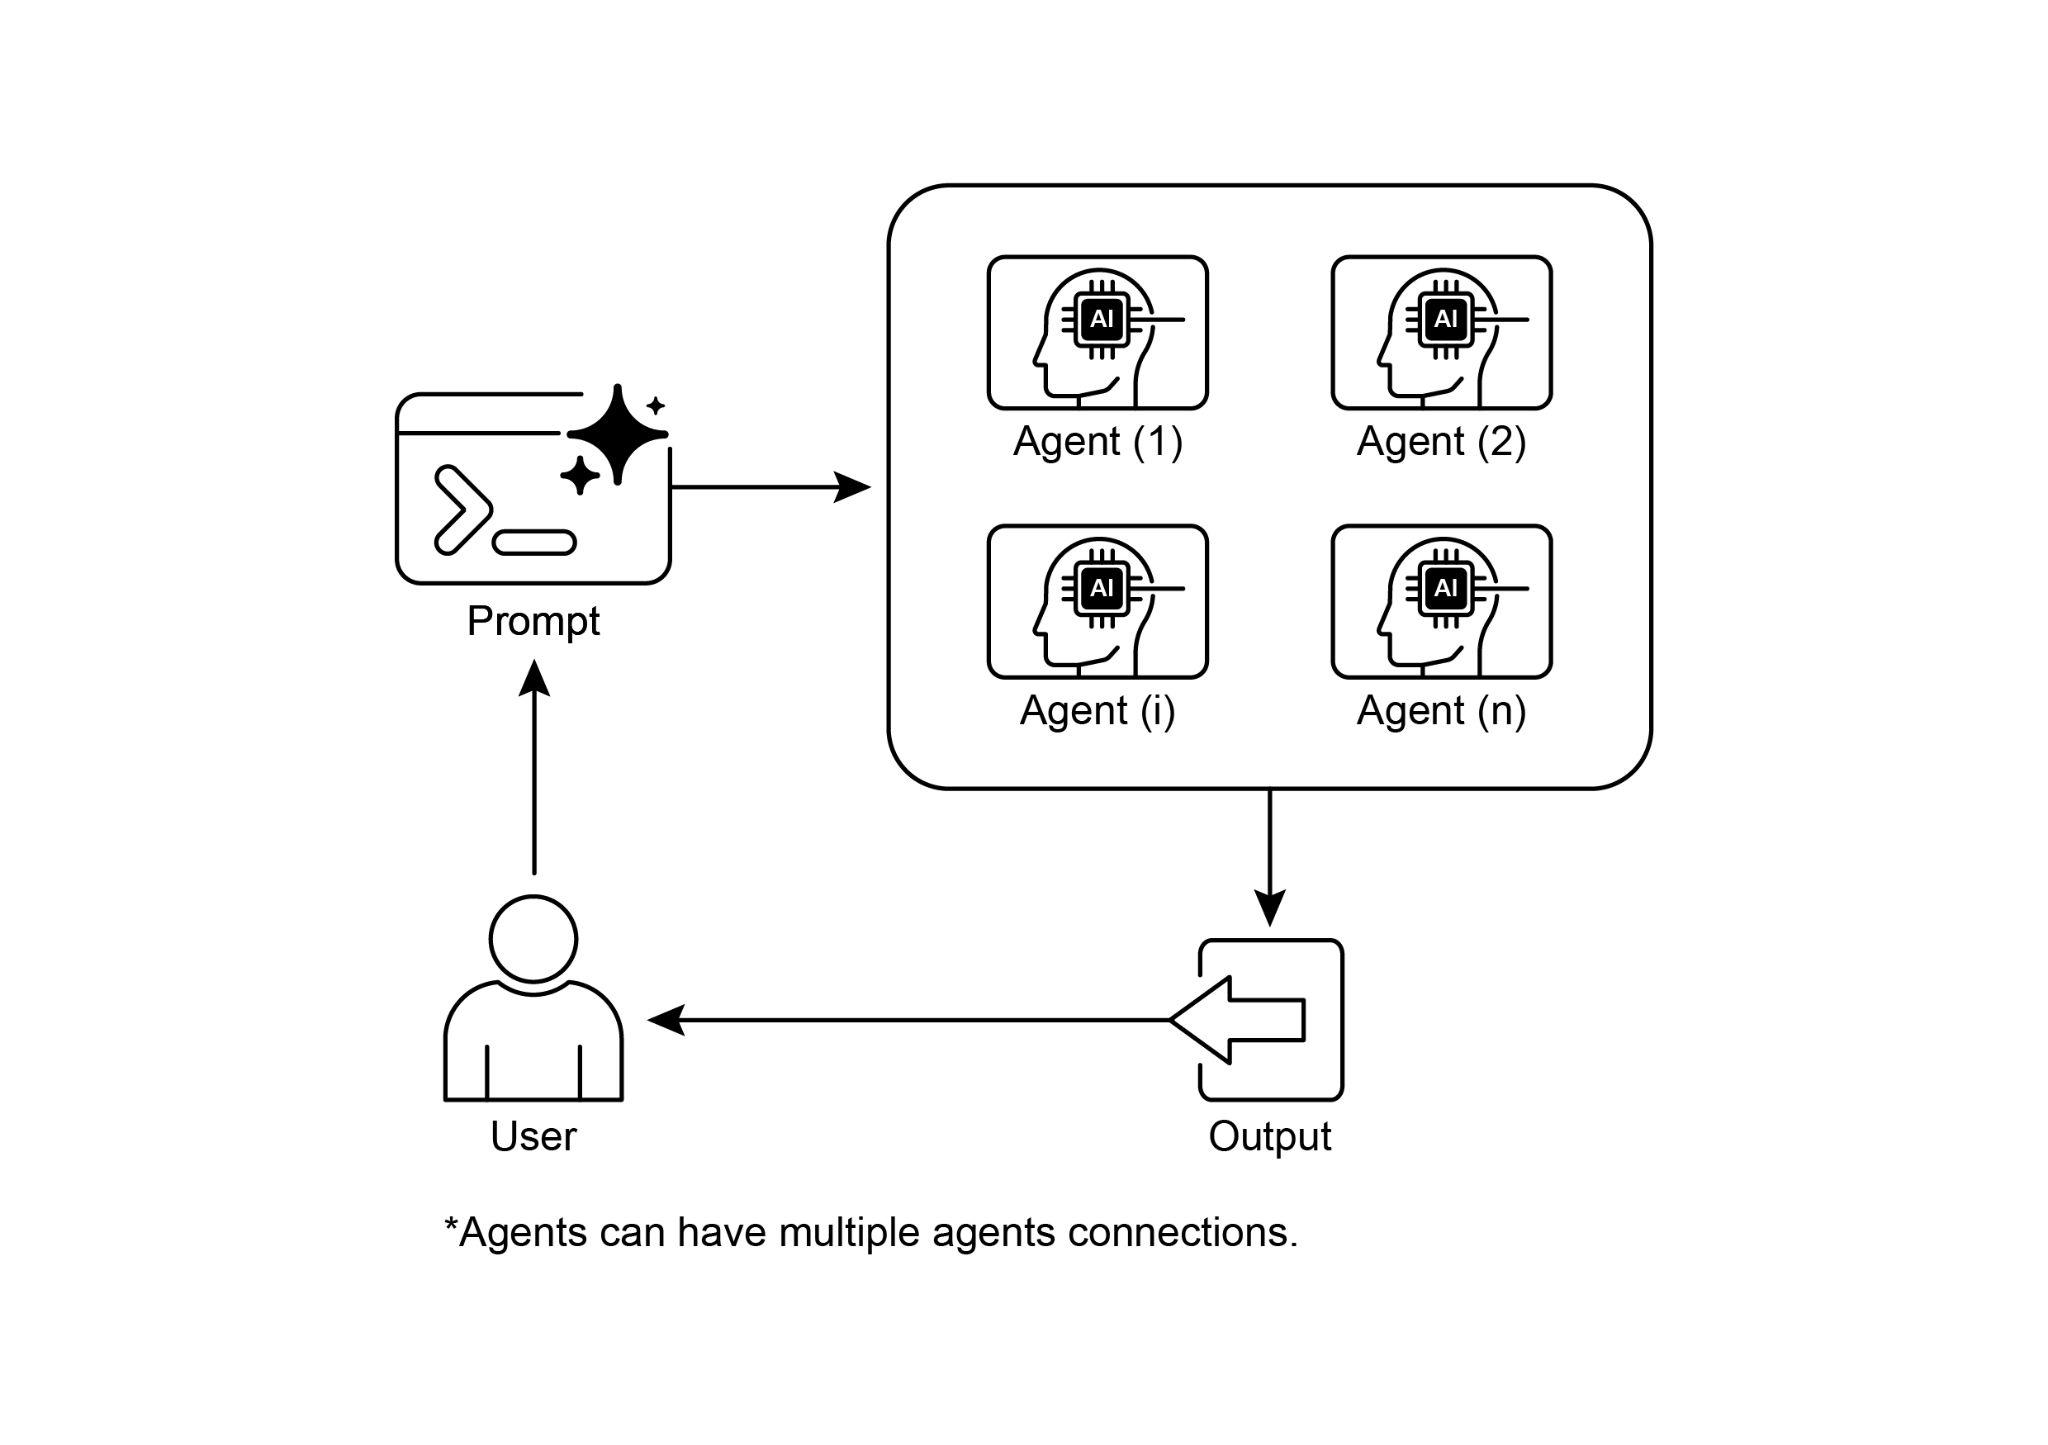 AI
AI
Agent (1)
Agent (2)
AI
AI
Prompt
Agent (i)
Agent (n)
User
Output
*Agents can have multiple agents connections.